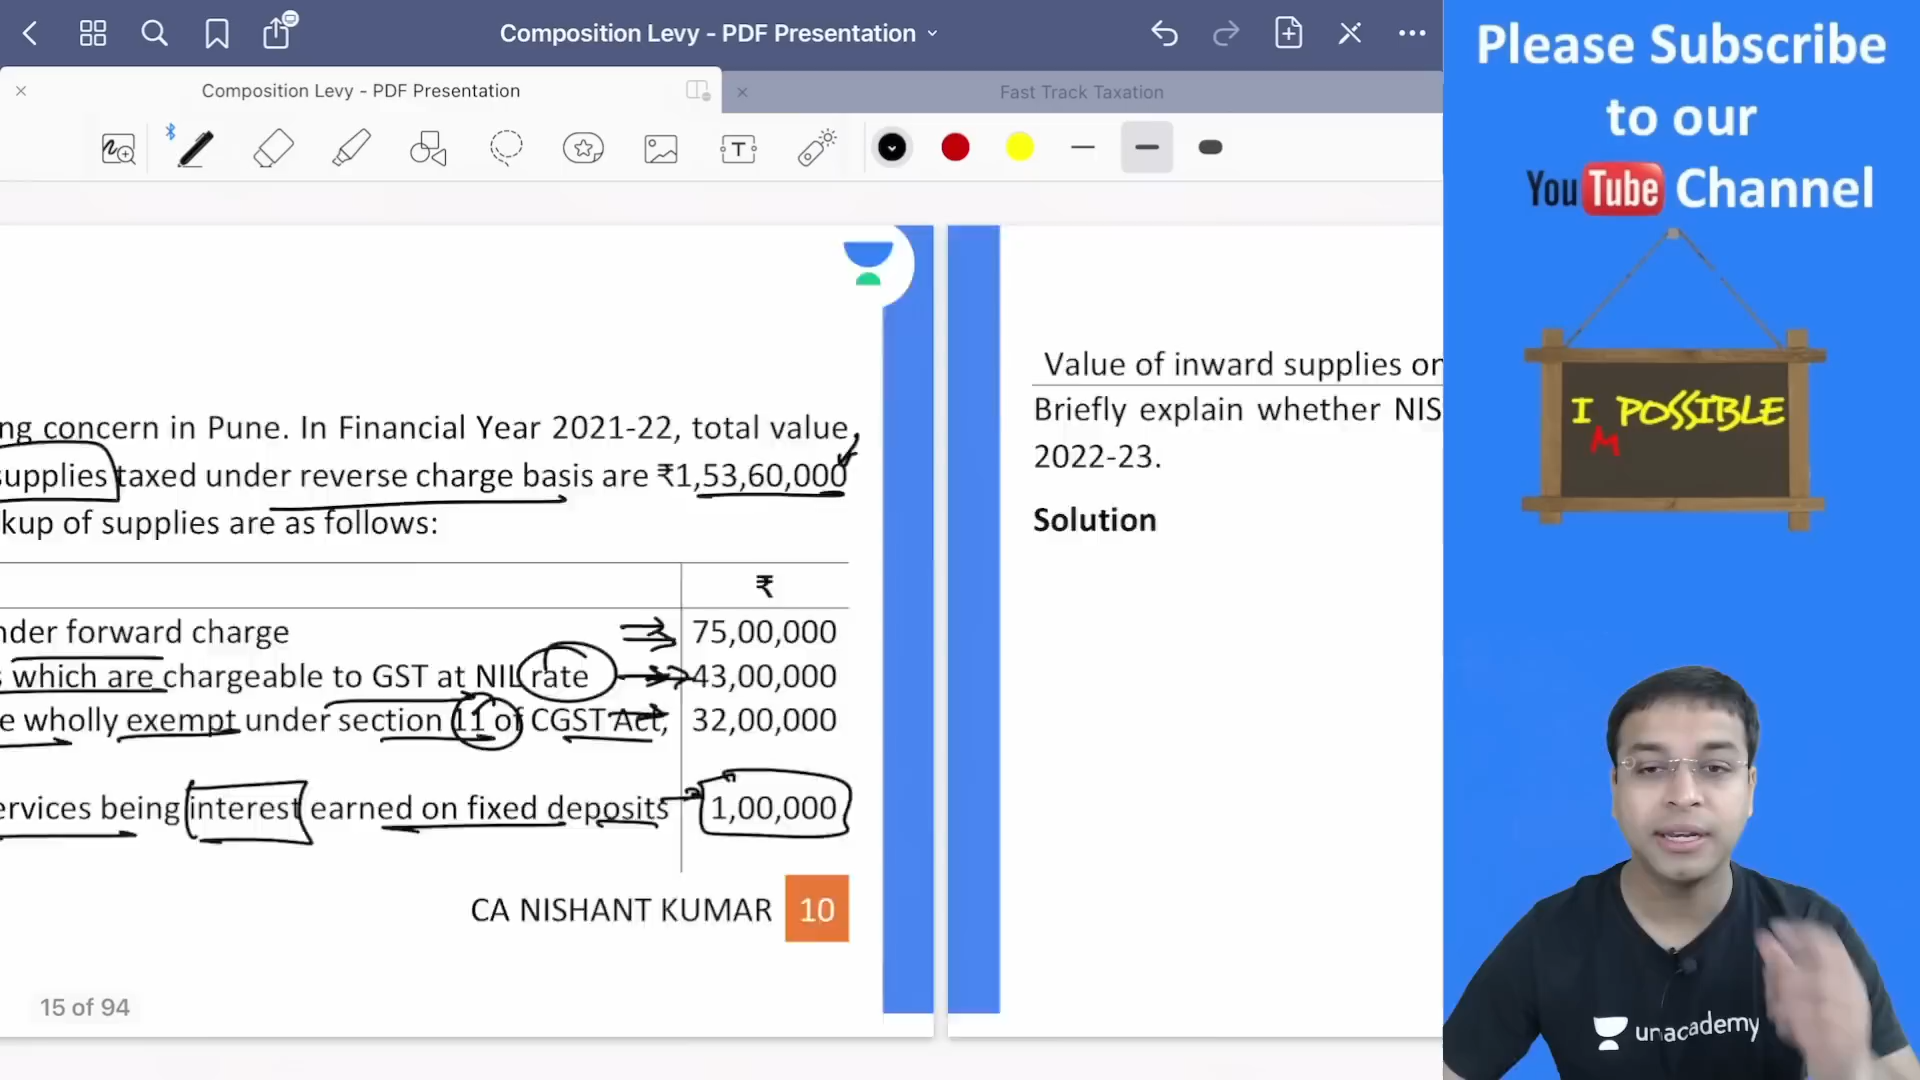 Composition Levy - PDF Presentation
Composition Levy - PDF Presentation
Fast Track Taxation
T
ng concern in Pune. In Financial Year 2021-22, total value
supplies taxed under reverse charge basis are ₹1,53,60,000
kup of supplies are as follows:
₹
nder forward charge 75,00,000
s which are chargeable to GST at NIL rate 43,00,000
e wholly exempt under section 11 of CGST Act, 32,00,000
ervices being interest earned on fixed deposits 1,00,000
CA NISHANT KUMAR 10
15 of 94
Value of inward supplies on
Briefly explain whether NIS
2022-23.
Solution
Please Subscribe
to our
YouTube Channel
I POSSIBLE
M
unacademy